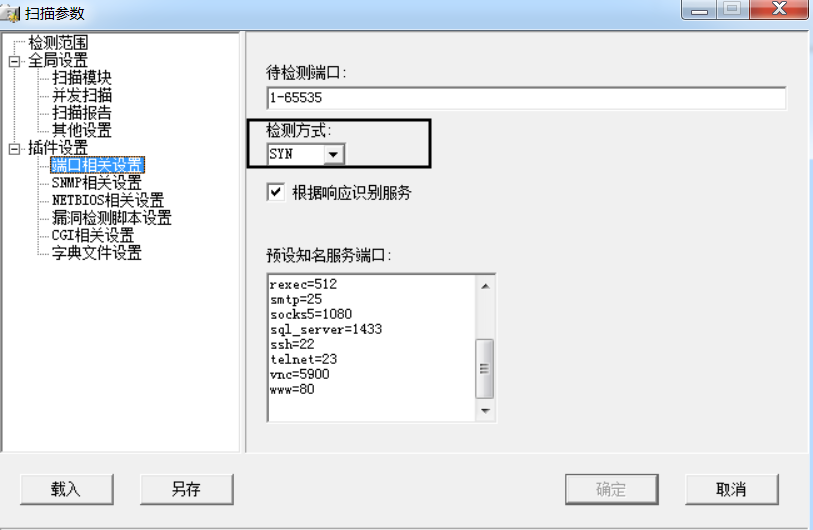 扫描参数
检测范围
全局设置
扫描模块
并发扫描
扫描报告
其他设置
插件设置
端口相关设置
SNMP相关设置
NETBIOS相关设置
漏洞检测脚本设置
CGI相关设置
字典文件设置
待检测端口:
1-65535
检测方式:
SYN
根据响应识别服务
预设知名服务端口:
rexec=512
smtp=25
socks5=1080
sql_server=1433
ssh=22
telnet=23
vnc=5900
www=80
载入
另存
确定
取消